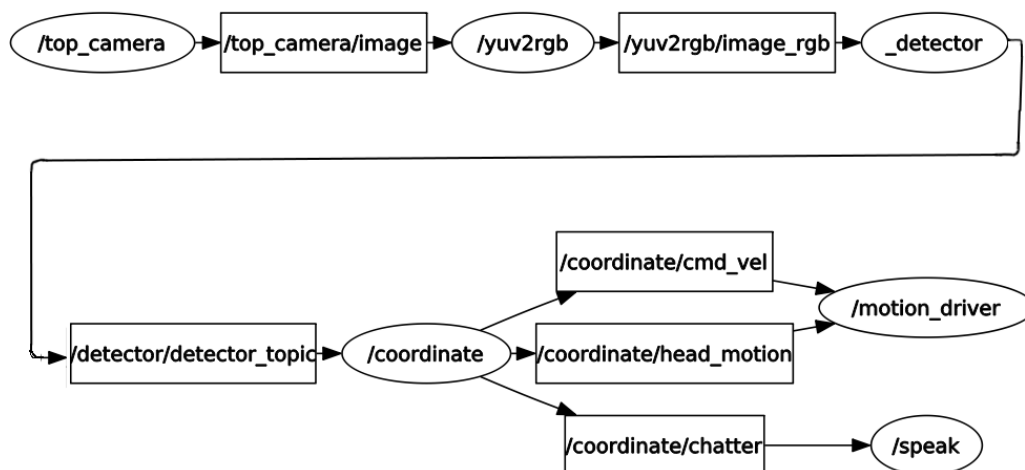 /top_camera
/top_camera/image
/yuv2rgb
/yuv2rgb/image_rgb
_detector
/coordinate/cmd_vel
/motion_driver
/detector/detector_topic
/coordinate
/coordinate/head_motion
/coordinate/chatter
/speak